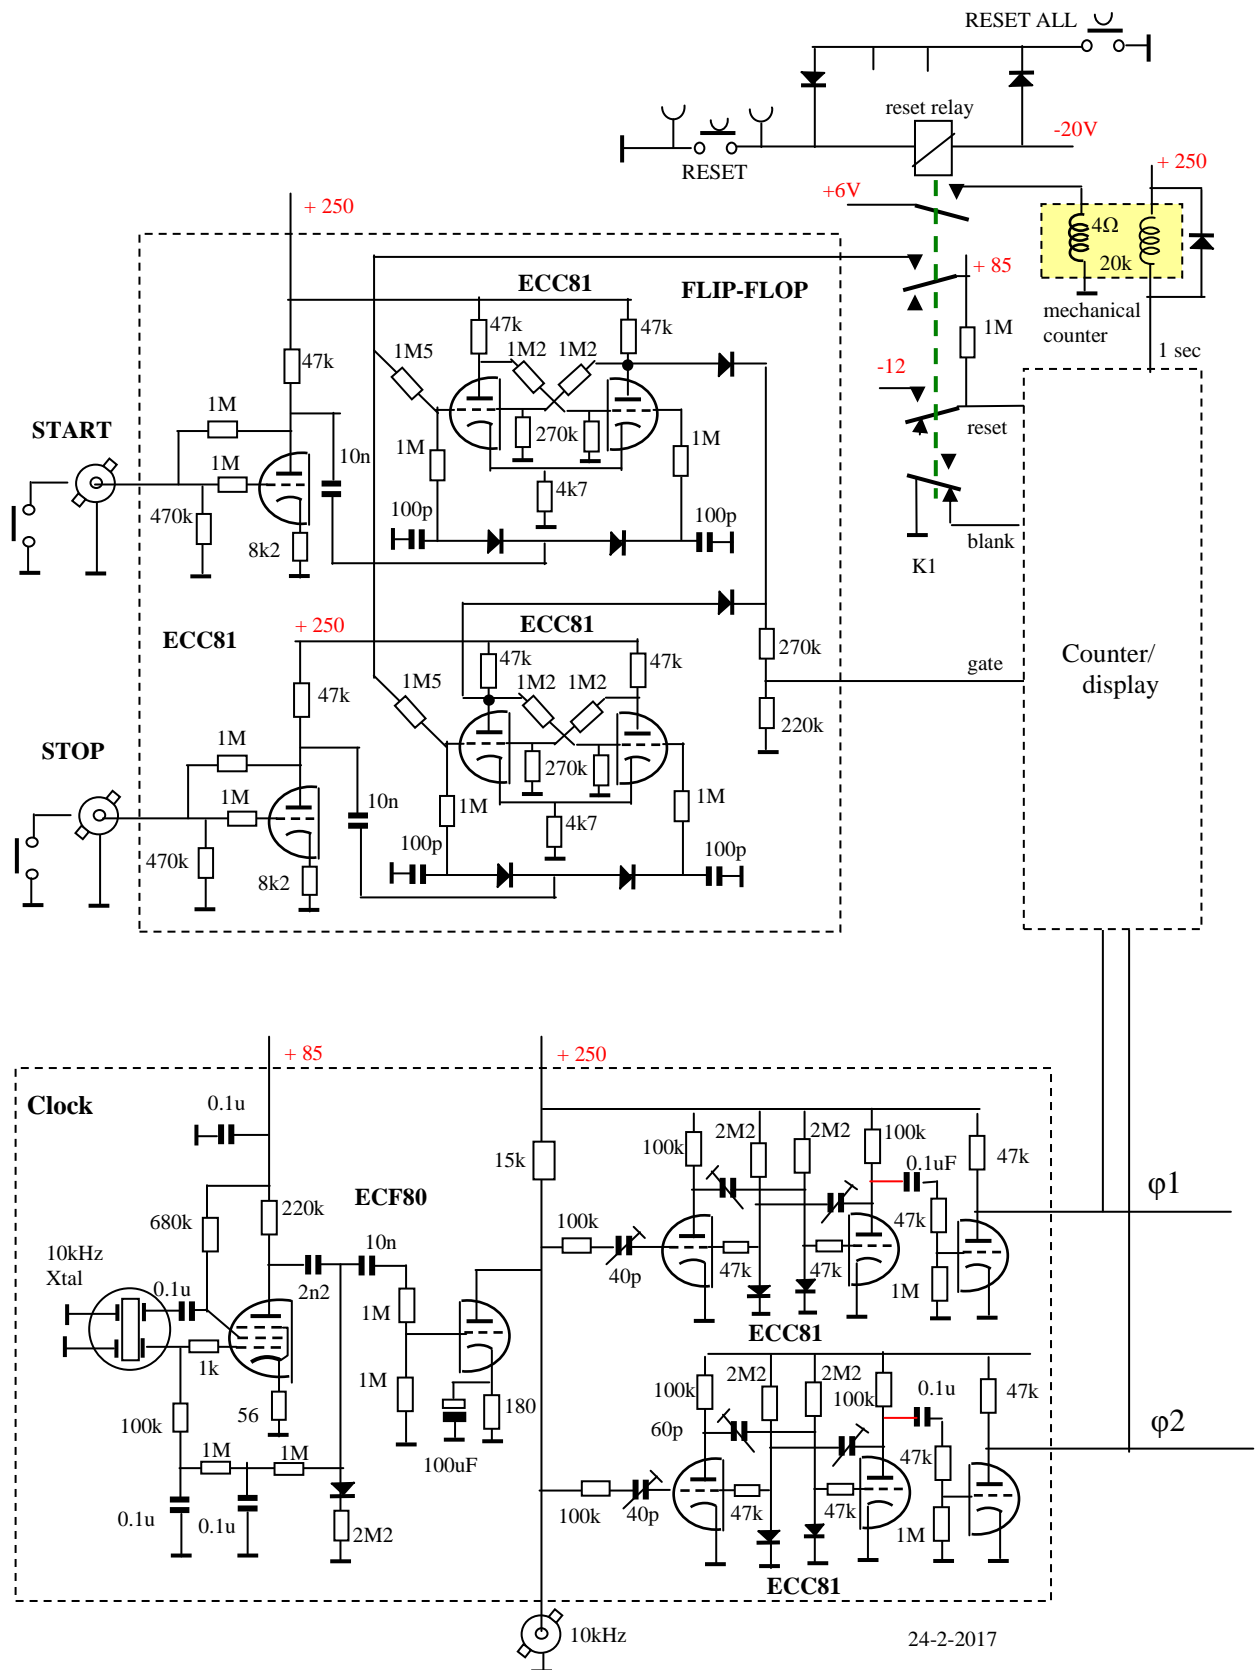 RESET ALL
reset relay
-20V
RESET
+ 250
+6V
+ 250
4Ω
20k
+ 85
ECC81
FLIP-FLOP
mechanical
counter
47k
47k
1M
1M5
1M2
1M2
1 sec
47k
-12
1M
START
reset
270k
1M
1M
10n
1M
470k
4k7
100p
100p
8k2
blank
K1
+ 250
ECC81
ECC81
270k
Counter/
display
gate
47k
47k
1M5
1M2
1M2
47k
220k
STOP
1M
270k
1M
10n
1M
1M
4k7
470k
100p
100p
8k2
+ 85
+ 250
Clock
0.1u
2M2
2M2
100k
100k
15k
47k
0.1uF
ECF80
680k
220k
φ1
100k
47k
10kHz
Xtal
10n
0.1u
2n2
40p
47k
47k
1M
1M
ECC81
1k
1M
2M2
2M2
100k
100k
0.1u
47k
56
180
100k
60p
φ2
1M
1M
47k
100uF
0.1u
0.1u
100k
40p
47k
47k
1M
2M2
ECC81
10kHz
24-2-2017